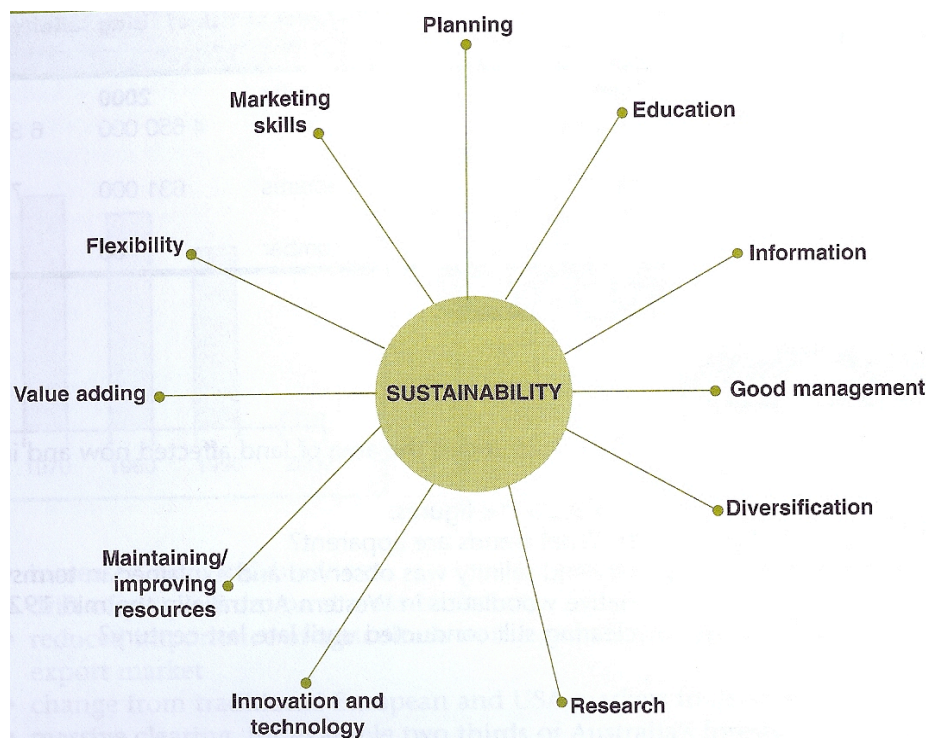 Planning
Marketing
skills
Education
Flexibility
Information
SUSTAINABILITY
Value adding
Good management
Diversification
Maintaining/
improving
resources
Innovation and
technology
Research